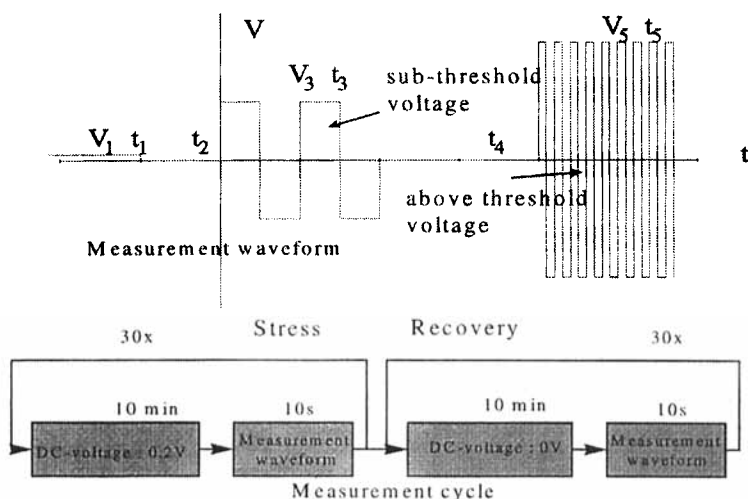 V
V5 t5
V3 t3
sub-threshold
voltage
V1 t1
t2
t4
t
above threshold
voltage
Measurement waveform
30x
Stress
Recovery
30x
10 min
10s
10 min
10s
DC-voltage : 0.2V
Measurement
waveform
DC-voltage : 0V
Measurement
waveform
Measurement cycle